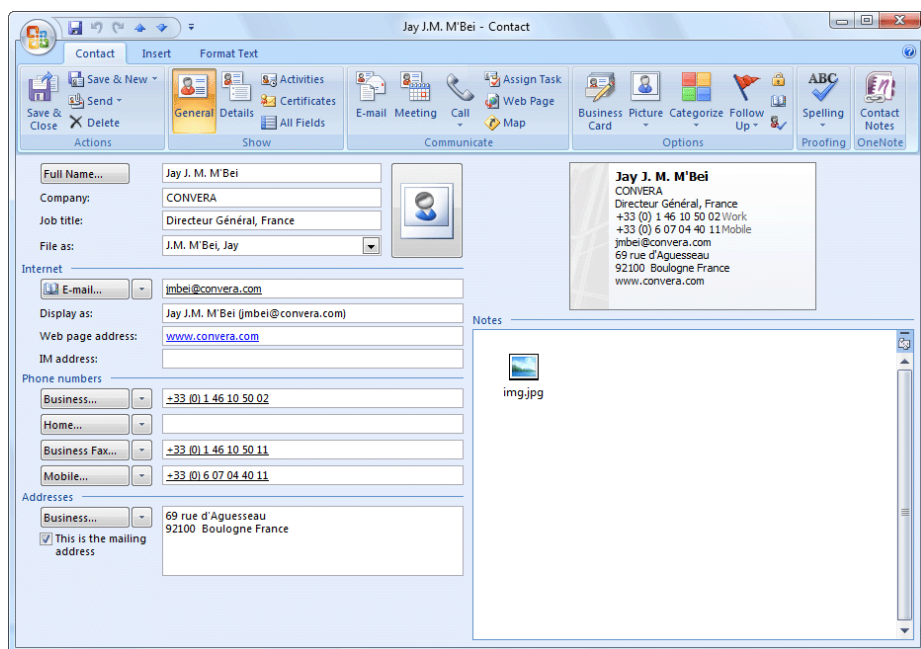 Jay J.M. M'Bei - Contact
Contact Insert Format Text
Save & Close
Save & New
Send
Delete
Actions
General
Details
Activities
Certificates
All Fields
Show
E-mail
Meeting
Call
Assign Task
Web Page
Map
Communicate
Business Card
Picture
Categorize
Follow Up
Options
ABC
Spelling
Proofing
Contact Notes
OneNote
Full Name... Jay J. M. M'Bei
Company: CONVERA
Job title: Directeur Général, France
File as: J.M. M'Bei, Jay
Internet
E-mail... jmbei@convera.com
Display as: Jay J.M. M'Bei (jmbei@convera.com)
Web page address: www.convera.com
IM address:
Phone numbers
Business... +33 (0) 1 46 10 50 02
Home...
Business Fax... +33 (0) 1 46 10 50 11
Mobile... +33 (0) 6 07 04 40 11
Addresses
Business... 69 rue d'Aguesseau
92100 Boulogne France
This is the mailing
address
Jay J. M. M'Bei
CONVERA
Directeur Général, France
+33 (0) 1 46 10 50 02 Work
+33 (0) 6 07 04 40 11 Mobile
jmbei@convera.com
69 rue d'Aguesseau
92100 Boulogne France
www.convera.com
Notes
img.jpg